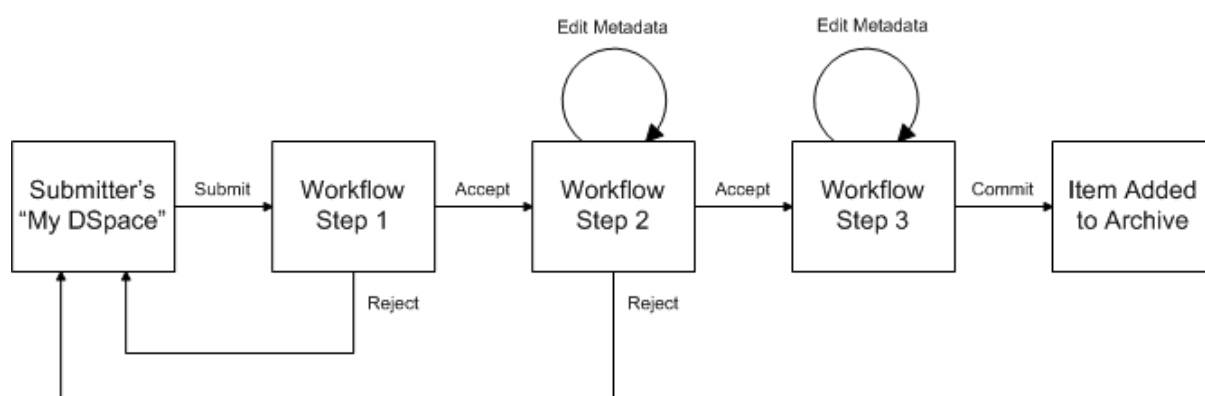 Edit Metadata
Edit Metadata
Submitter's
“My DSpace”
Submit
Workflow
Step 1
Accept
Workflow
Step 2
Accept
Workflow
Step 3
Commit
Item Added
to Archive
Reject
Reject